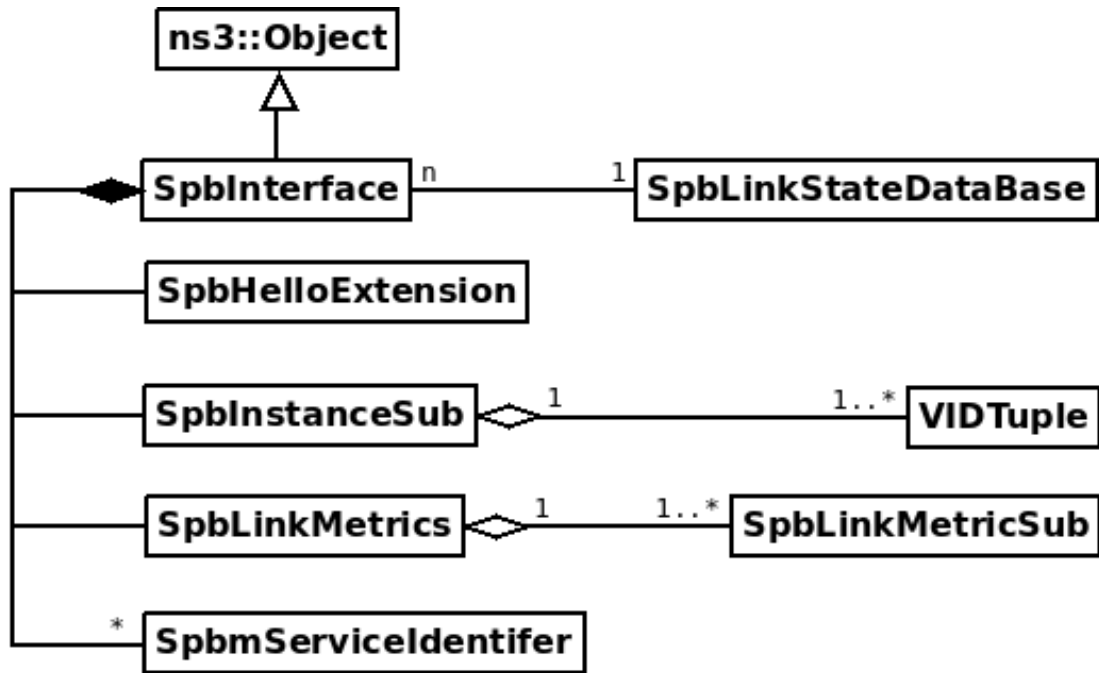 ns3::Object
SpbInterface n 1 SpbLinkStateDataBase
SpbHelloExtension
SpbInstanceSub 1 1..* VIDTuple
SpbLinkMetrics 1 1..* SpbLinkMetricSub
* SpbmServiceIdentifer